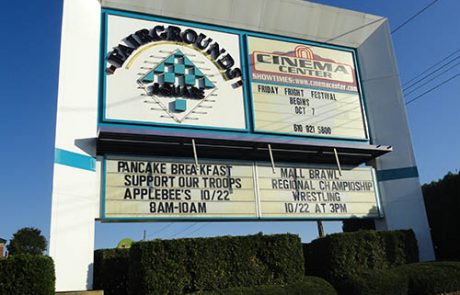 FAIRGROUNDS
SQUARE
CINEMA
CENTER
SHOWTIMES: www.cinemacenter.com
FRIDAY FRIGHT FESTIVAL
BEGINS
OCT 7
610 921 5800
PANCAKE BREAKFAST
SUPPORT OUR TROOPS
APPLEBEE'S 10/22
8AM-10AM
MALL BRAWL
REGIONAL CHAMPIOSHIP
WRESTLING
10/22 AT 3PM